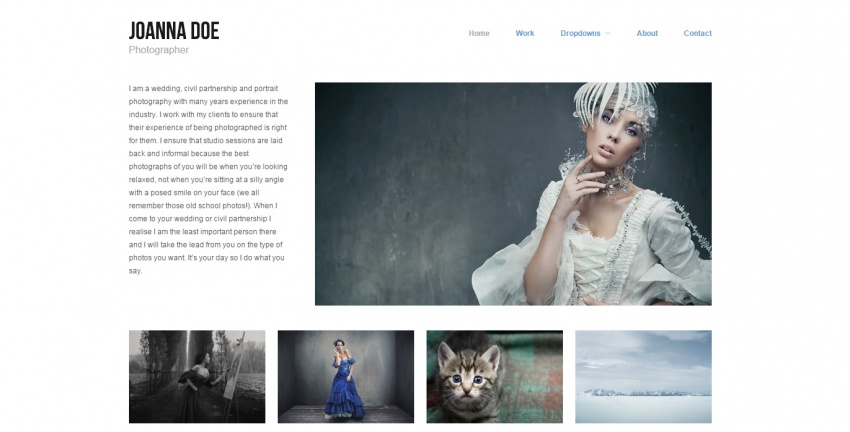 JOANNA DOE
Photographer
Home Work Dropdowns About Contact
I am a wedding, civil partnership and portrait
photography with many years experience in the
industry. I work with my clients to ensure that
their experience of being photographed is right
for them. I ensure that studio sessions are laid
back and informal because the best
photographs of you will be when you're looking
relaxed, not when you're sitting at a silly angle
with a posed smile on your face (we all
remember those old school photos!). When I
come to your wedding or civil partnership I
realise I am the least important person there
and I will take the lead from you on the type of
photos you want. It's your day so I do what you
say.